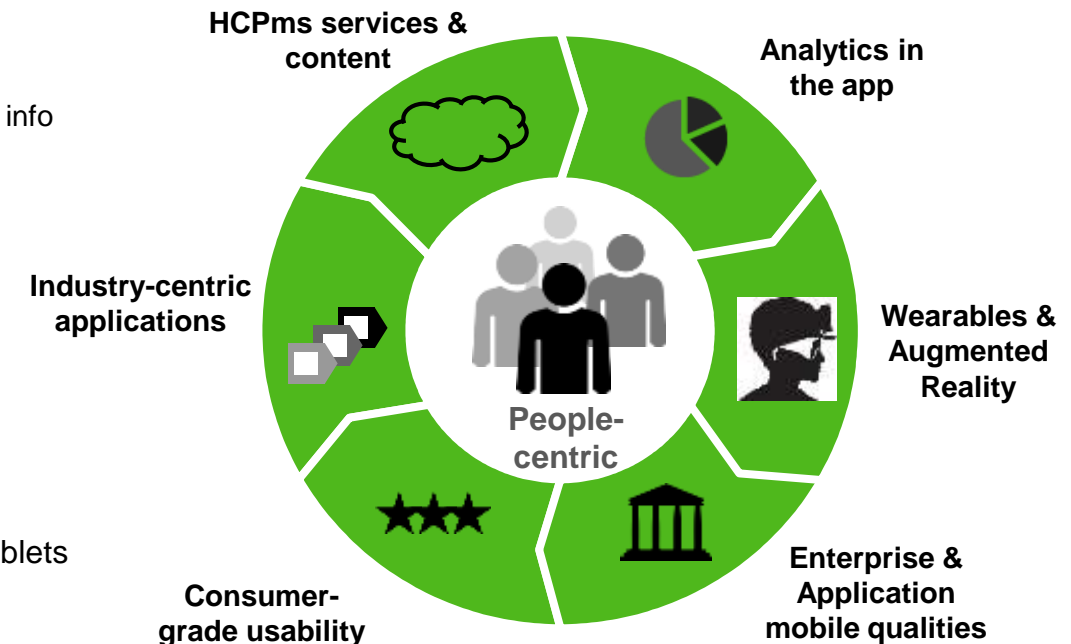 HCPms services &
content
Analytics in
the app
info
Industry-centric
applications
Wearables &
Augmented
Reality
People-
centric
blets
Enterprise &
Application
mobile qualities
Consumer-
grade usability